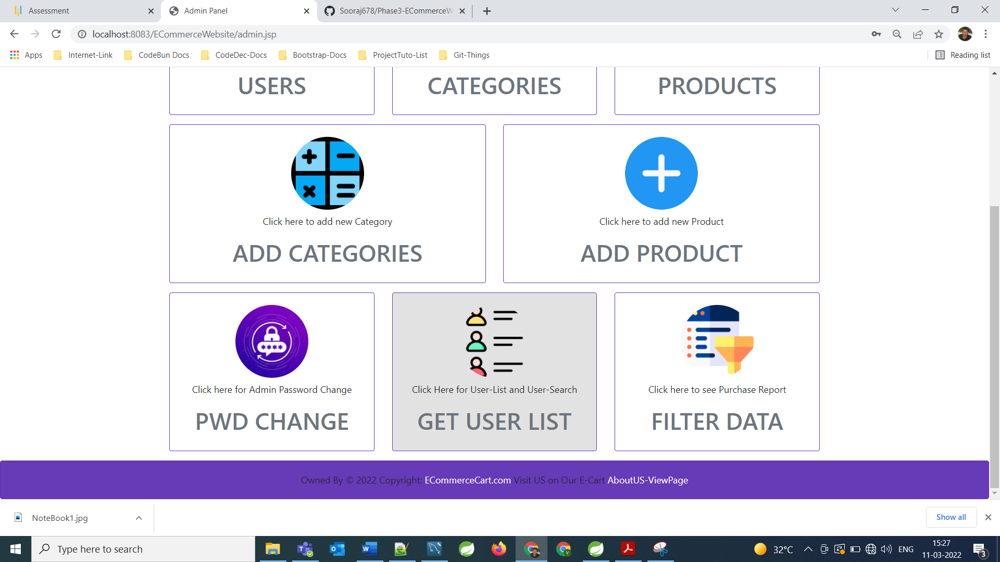 Assessment
Admin Panel
Sooraj678/Phase3-ECommerceW
localhost:8083/ECommerceWebsite/admin.jsp
Apps
Internet-Link
CodeBun Docs
CodeDec-Docs
Bootstrap-Docs
ProjectTuto-List
Git-Things
Reading list
USERS
CATEGORIES
PRODUCTS
Click here to add new Category
ADD CATEGORIES
Click here to add new Product
ADD PRODUCT
****
Click here for Admin Password Change
PWD CHANGE
Click Here for User-List and User-Search
GET USER LIST
Click here to see Purchase Report
FILTER DATA
Owned By © 2022 Copyright: ECommerceCart.com Visit US on Our E-Cart AboutUS-ViewPage
NoteBook1.jpg
Show all
Type here to search
32°C
ENG
15:27
11-03-2022
3